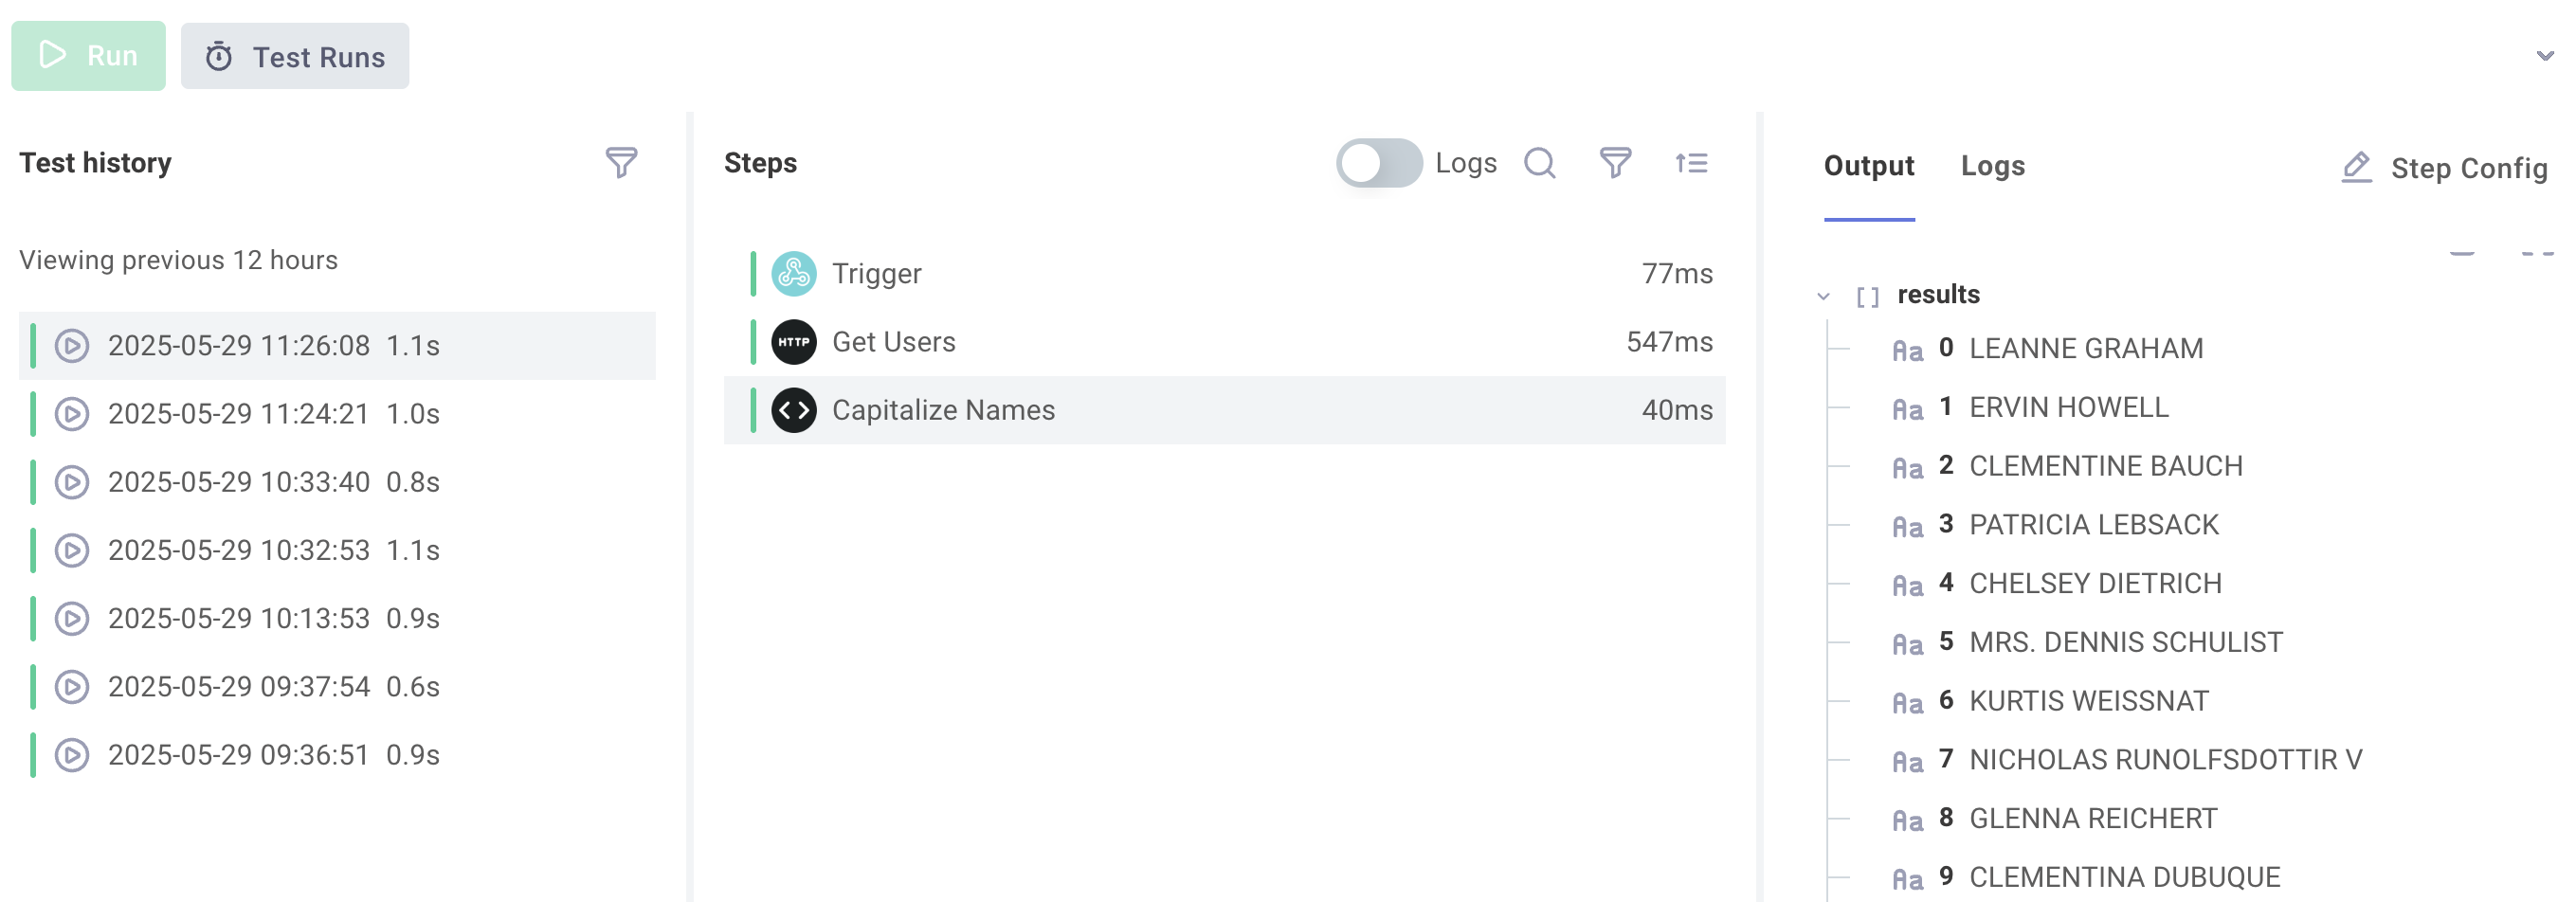 Run
Test Runs
Test history
Viewing previous 12 hours
2025-05-29 11:26:08 1.1s
2025-05-29 11:24:21 1.0s
2025-05-29 10:33:40 0.8s
2025-05-29 10:32:53 1.1s
2025-05-29 10:13:53 0.9s
2025-05-29 09:37:54 0.6s
2025-05-29 09:36:51 0.9s
Steps
Logs
Trigger 77ms
HTTP Get Users 547ms
Capitalize Names 40ms
Output
Logs
Step Config
[ ] results
Aa 0 LEANNE GRAHAM
Aa 1 ERVIN HOWELL
Aa 2 CLEMENTINE BAUCH
Aa 3 PATRICIA LEBSACK
Aa 4 CHELSEY DIETRICH
Aa 5 MRS. DENNIS SCHULIST
Aa 6 KURTIS WEISSNAT
Aa 7 NICHOLAS RUNOLFSDOTTIR V
Aa 8 GLENNA REICHERT
Aa 9 CLEMENTINA DUBUQUE